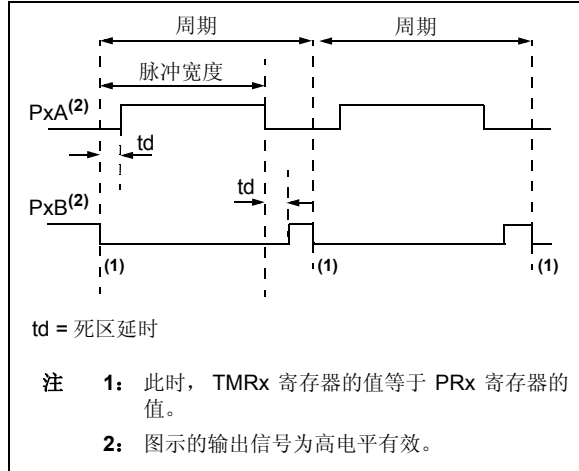 周期 周期
脉冲宽度
PxA(2)
td
td
PxB(2)
(1) (1) (1)
td = 死区延时
注 1： 此时， TMRx 寄存器的值等于 PRx 寄存器的
值。
2： 图示的输出信号为高电平有效。